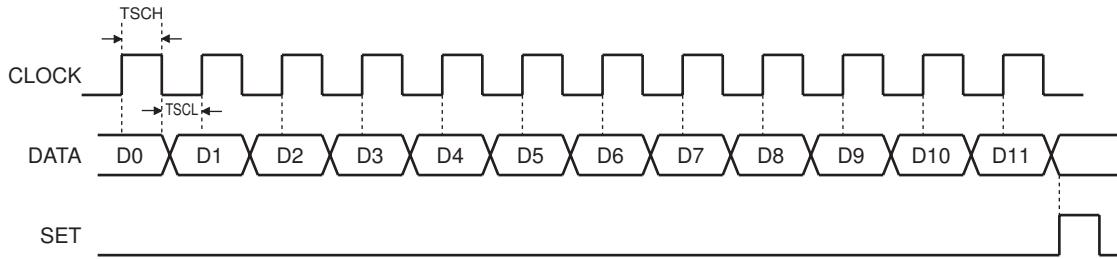 TSCH
CLOCK
TSCL
DATA D0 D1 D2 D3 D4 D5 D6 D7 D8 D9 D10 D11
SET